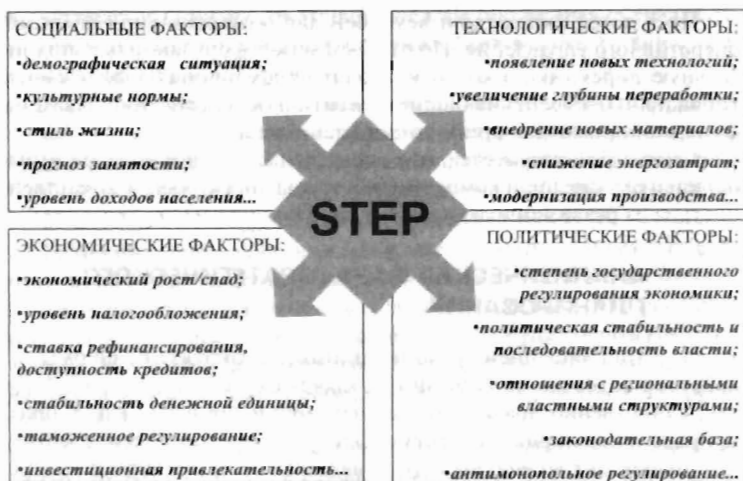 СОЦИАЛЬНЫЕ ФАКТОРЫ:
•демографическая ситуация;
•культурные нормы;
•стиль жизни;
•прогноз занятости;
•уровень доходов населения...
ТЕХНОЛОГИЧЕСКИЕ ФАКТОРЫ:
•появление новых технологий;
•увеличение глубины переработки;
•внедрение новых материалов;
•снижение энергозатрат;
•модернизация производства...
STEP
ЭКОНОМИЧЕСКИЕ ФАКТОРЫ:
•экономический рост/спад;
•уровень налогообложения;
•ставка рефинансирования,
доступность кредитов;
•стабильность денежной единицы;
•таможенное регулирование;
•инвестиционная привлекательность...
ПОЛИТИЧЕСКИЕ ФАКТОРЫ:
•степень государственного
регулирования экономики;
•политическая стабильность и
последовательность власти;
•отношения с региональными
властными структурами;
•законодательная база;
•антимонопольное регулирование...